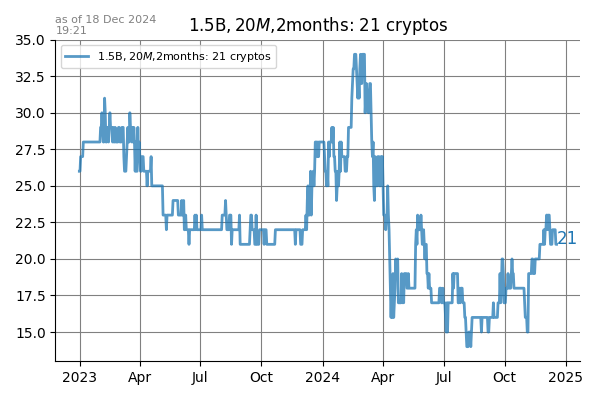 as of 18 Dec 2024
19:21
1.5B, 20M,2months: 21 cryptos
1.5B, 20M,2months: 21 cryptos
35.0
32.5
30.0
27.5
25.0
22.5
20.0
17.5
15.0
21
2023 Apr Jul Oct 2024 Apr Jul Oct 2025